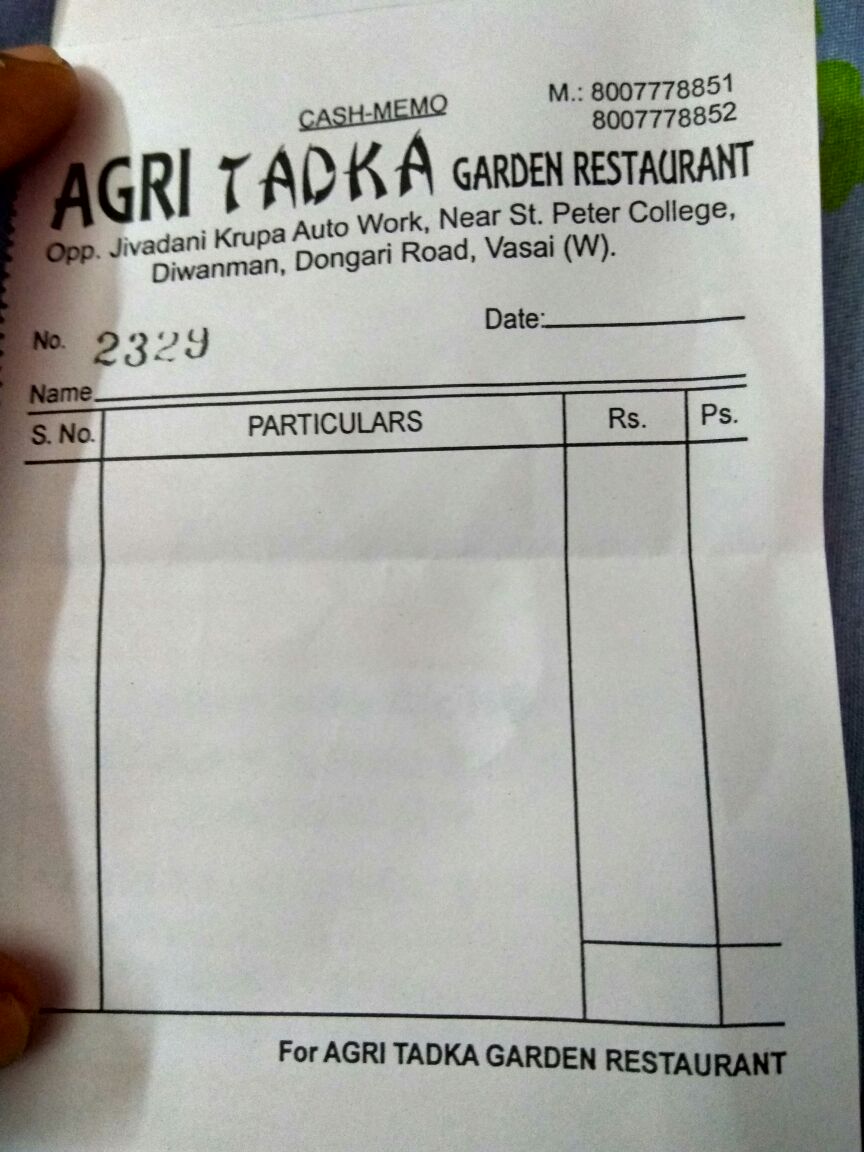 CASH-MEMO
M.: 8007778851
8007778852
AGRI TADKA GARDEN RESTAURANT
Opp. Jivadani Krupa Auto Work, Near St. Peter College,
Diwanman, Dongari Road, Vasai (W).
No. 2329
Date:
Name
S. No. PARTICULARS Rs. Ps.
For AGRI TADKA GARDEN RESTAURANT